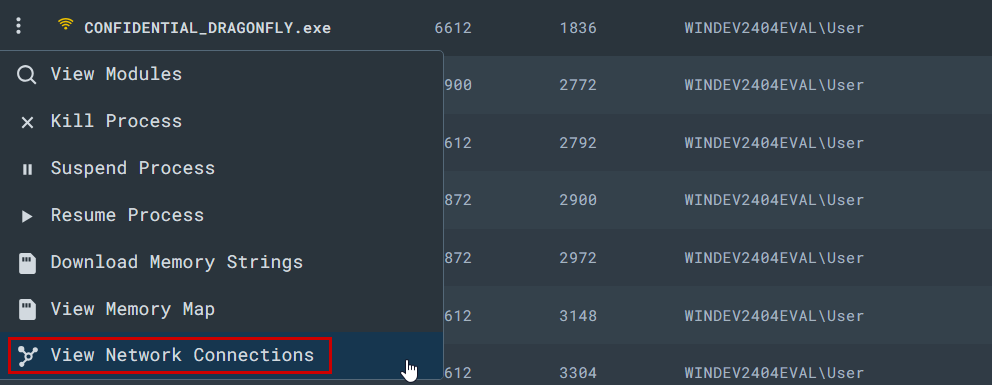 CONFIDENTIAL_DRAGONFLY.exe 6612 1836 WINDEV2404EVAL\User
View Modules
900 2772 WINDEV2404EVAL\User
Kill Process
612 2792 WINDEV2404EVAL\User
Suspend Process
Resume Process
872 2900 WINDEV2404EVAL\User
Download Memory Strings
872 2972 WINDEV2404EVAL\User
View Memory Map
612 3148 WINDEV2404EVAL\User
View Network Connections
6612 3304 WINDEV2404EVAL\User